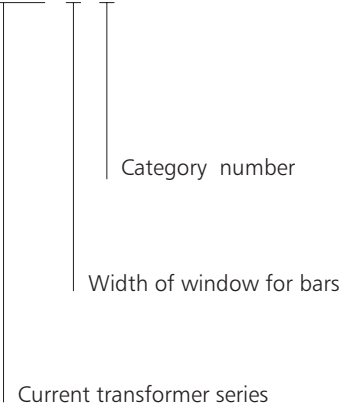 Category number
Width of window for bars
Current transformer series